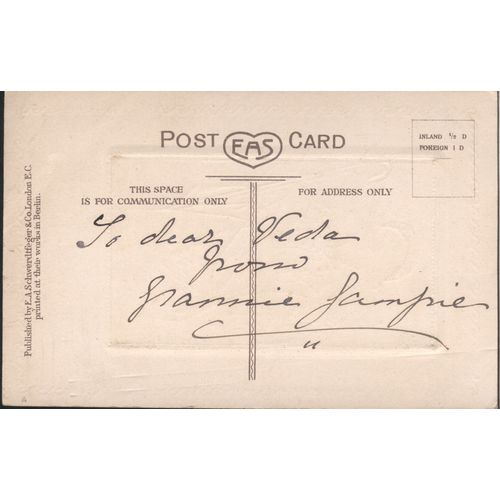 POST EAS CARD
INLAND ½ D
FOREIGN 1 D
THIS SPACE
IS FOR COMMUNICATION ONLY
FOR ADDRESS ONLY
To dear Veda
from
Grannie
Published by E.A.Schwerdtfeger & Co. London E.C.
printed at their works in Berlin.